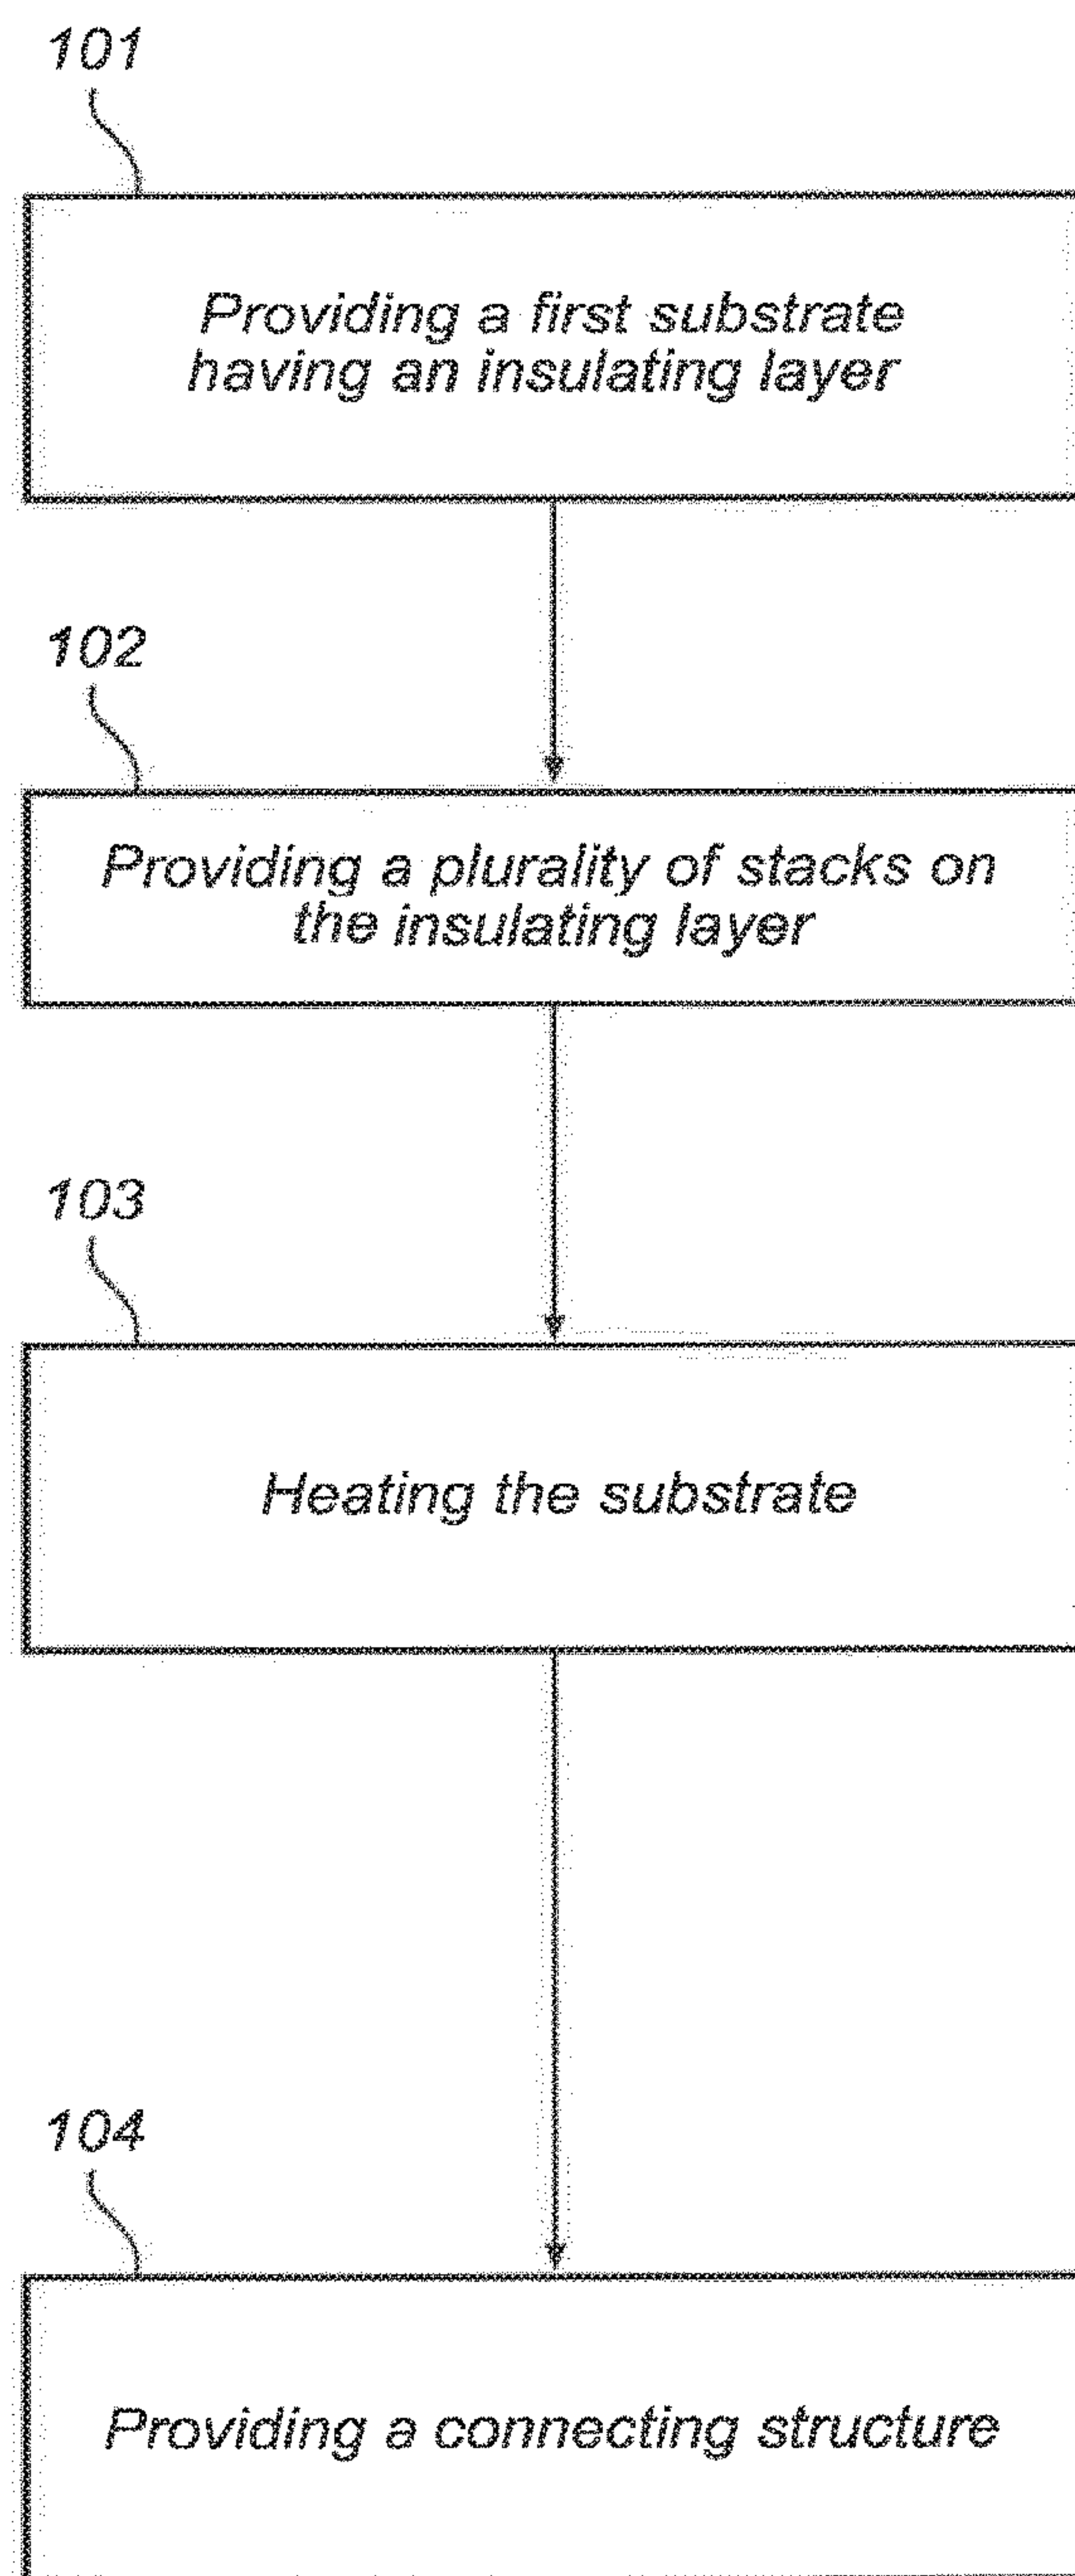 101
Providing a first substrate
having an insulating layer
102
Providing a plurality of stacks on
the insulating layer
103
Heating the substrate
104
Providing a connecting structure